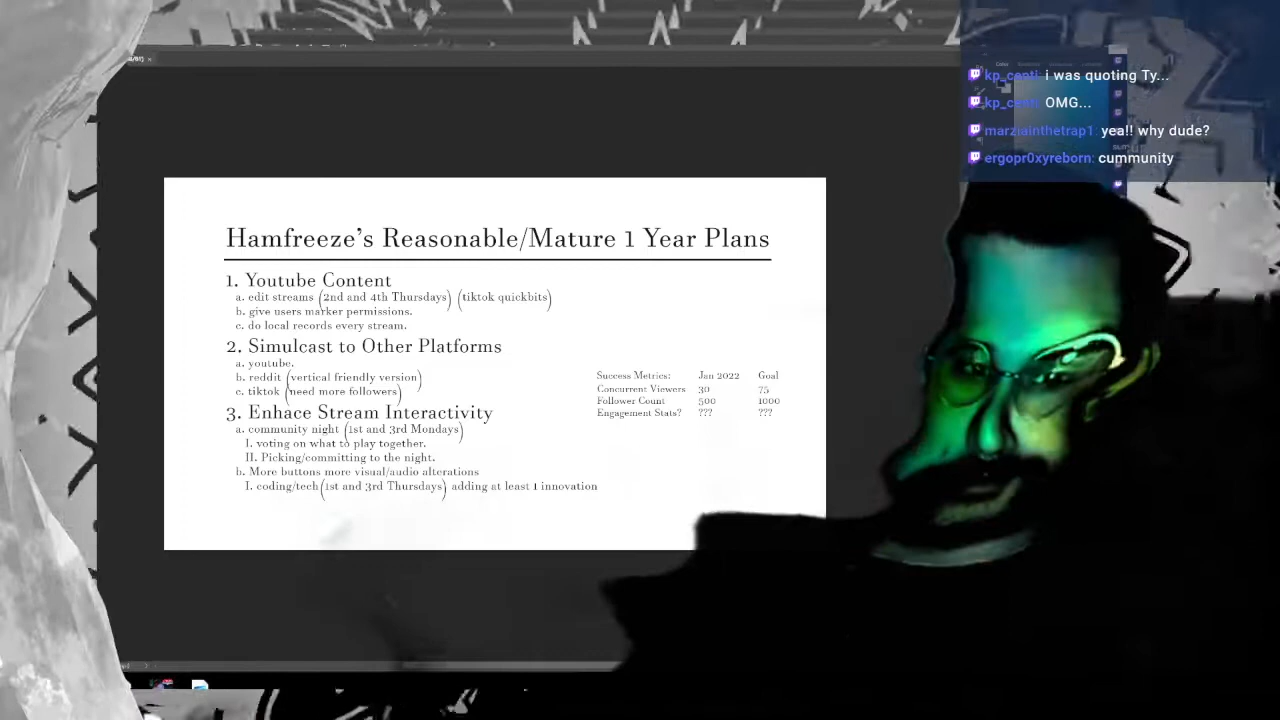 Hamfreeze's Reasonable/Mature 1 Year Plans
1. Youtube Content
a. edit streams (2nd and 4th Thursdays) (tiktok quickbits)
b. give users marker permissions.
c. do local records every stream.
2. Simulcast to Other Platforms
a. youtube.
b. reddit (vertical friendly version)
c. tiktok (need more followers)
3. Enhace Stream Interactivity
a. community night (1st and 3rd Mondays)
I. voting on what to play together.
II. Picking/committing to the night.
b. More buttons more visual/audio alterations
I. coding/tech(1st and 3rd Thursdays) adding at least 1 innovation
Success Metrics: Jan 2022 Goal
Concurrent Viewers 30 75
Follower Count 500 1000
Engagement Stats? ??? ???
i was quoting Ty...
OMG...
marziainthetrap1: yea!! why dude?
ergopr0xyreborn: cummunity